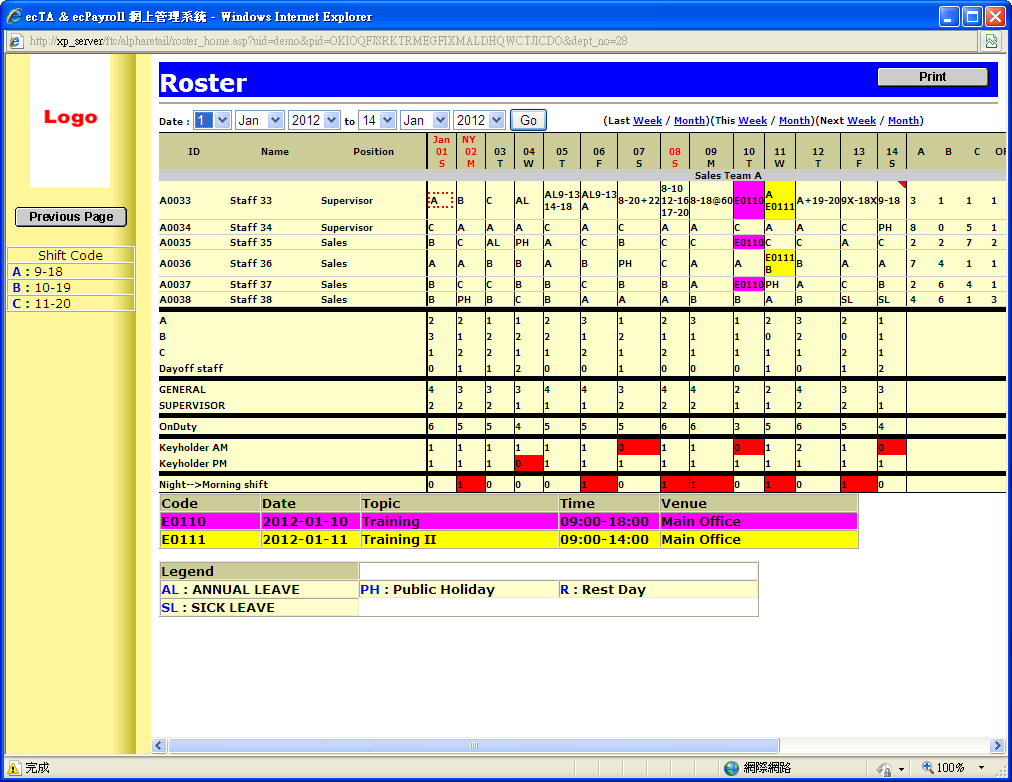 ecTA & ecPayroll 網上管理系統 - Windows Internet Explorer
http://xp_server/ftc/alpharetail/roster_home.asp?uid=demo&pid=OKIOQFJSRKTRMEGFIXMALDHQWCTJICDO&dept_no=28
Logo
Previous Page
Shift Code
A : 9-18
B : 10-19
C : 11-20
Roster
Print
Date : 1 Jan 2012 to 14 Jan 2012 Go (Last Week / Month)(This Week / Month)(Next Week / Month)
ID Name Position Jan 01 S NY 02 M 03 T 04 W 05 T 06 F 07 S 08 S 09 M 10 T 11 W 12 T 13 F 14 S A B C
Sales Team A
A0033 Staff 33 Supervisor A B C AL AL9-13 14-18 AL9-13 A 8-20+22 8-10 12-16 17-20 8-18@60 E0110 A E0111 A+19-20 9X-18X 9-18 3 1 1 1
A0034 Staff 34 Supervisor C A A A C A C A A C A A C PH 8 0 5 1
A0035 Staff 35 Sales B C AL PH A C B C C E0110 C C A C 2 2 7 2
A0036 Staff 36 Sales A A B B A B PH C A A E0111 B B A A 7 4 1 1
A0037 Staff 37 Sales B C C B B C B B A E0110 PH A C B 2 6 4 1
A0038 Staff 38 Sales B PH B C B A A A B B A B SL SL 4 6 1 3
A 2 2 1 1 2 3 1 2 3 1 2 3 2 1
B 3 1 2 2 2 1 2 1 1 1 0 2 0 1
C 1 2 2 1 1 2 1 2 2 1 1 1 2 1
Dayoff staff 0 1 1 2 0 0 1 0 0 0 1 0 1 2
GENERAL 4 3 3 3 4 4 3 4 4 2 2 4 3 3
SUPERVISOR 2 2 2 1 1 1 2 2 2 1 1 2 2 1
OnDuty 6 5 5 4 5 5 5 6 6 3 5 6 5 4
Keyholder AM 1 1 1 1 1 1 0 1 1 0 1 2 1 0
Keyholder PM 1 1 1 0 1 1 1 1 1 1 1 1 1 1
Night-->Morning shift 0 1 0 0 0 1 0 1 1 0 1 0 1 0
Code Date Topic Time Venue
E0110 2012-01-10 Training 09:00-18:00 Main Office
E0111 2012-01-11 Training II 09:00-14:00 Main Office
Legend
AL : ANNUAL LEAVE PH : Public Holiday R : Rest Day
SL : SICK LEAVE
完成 網際網路 100%